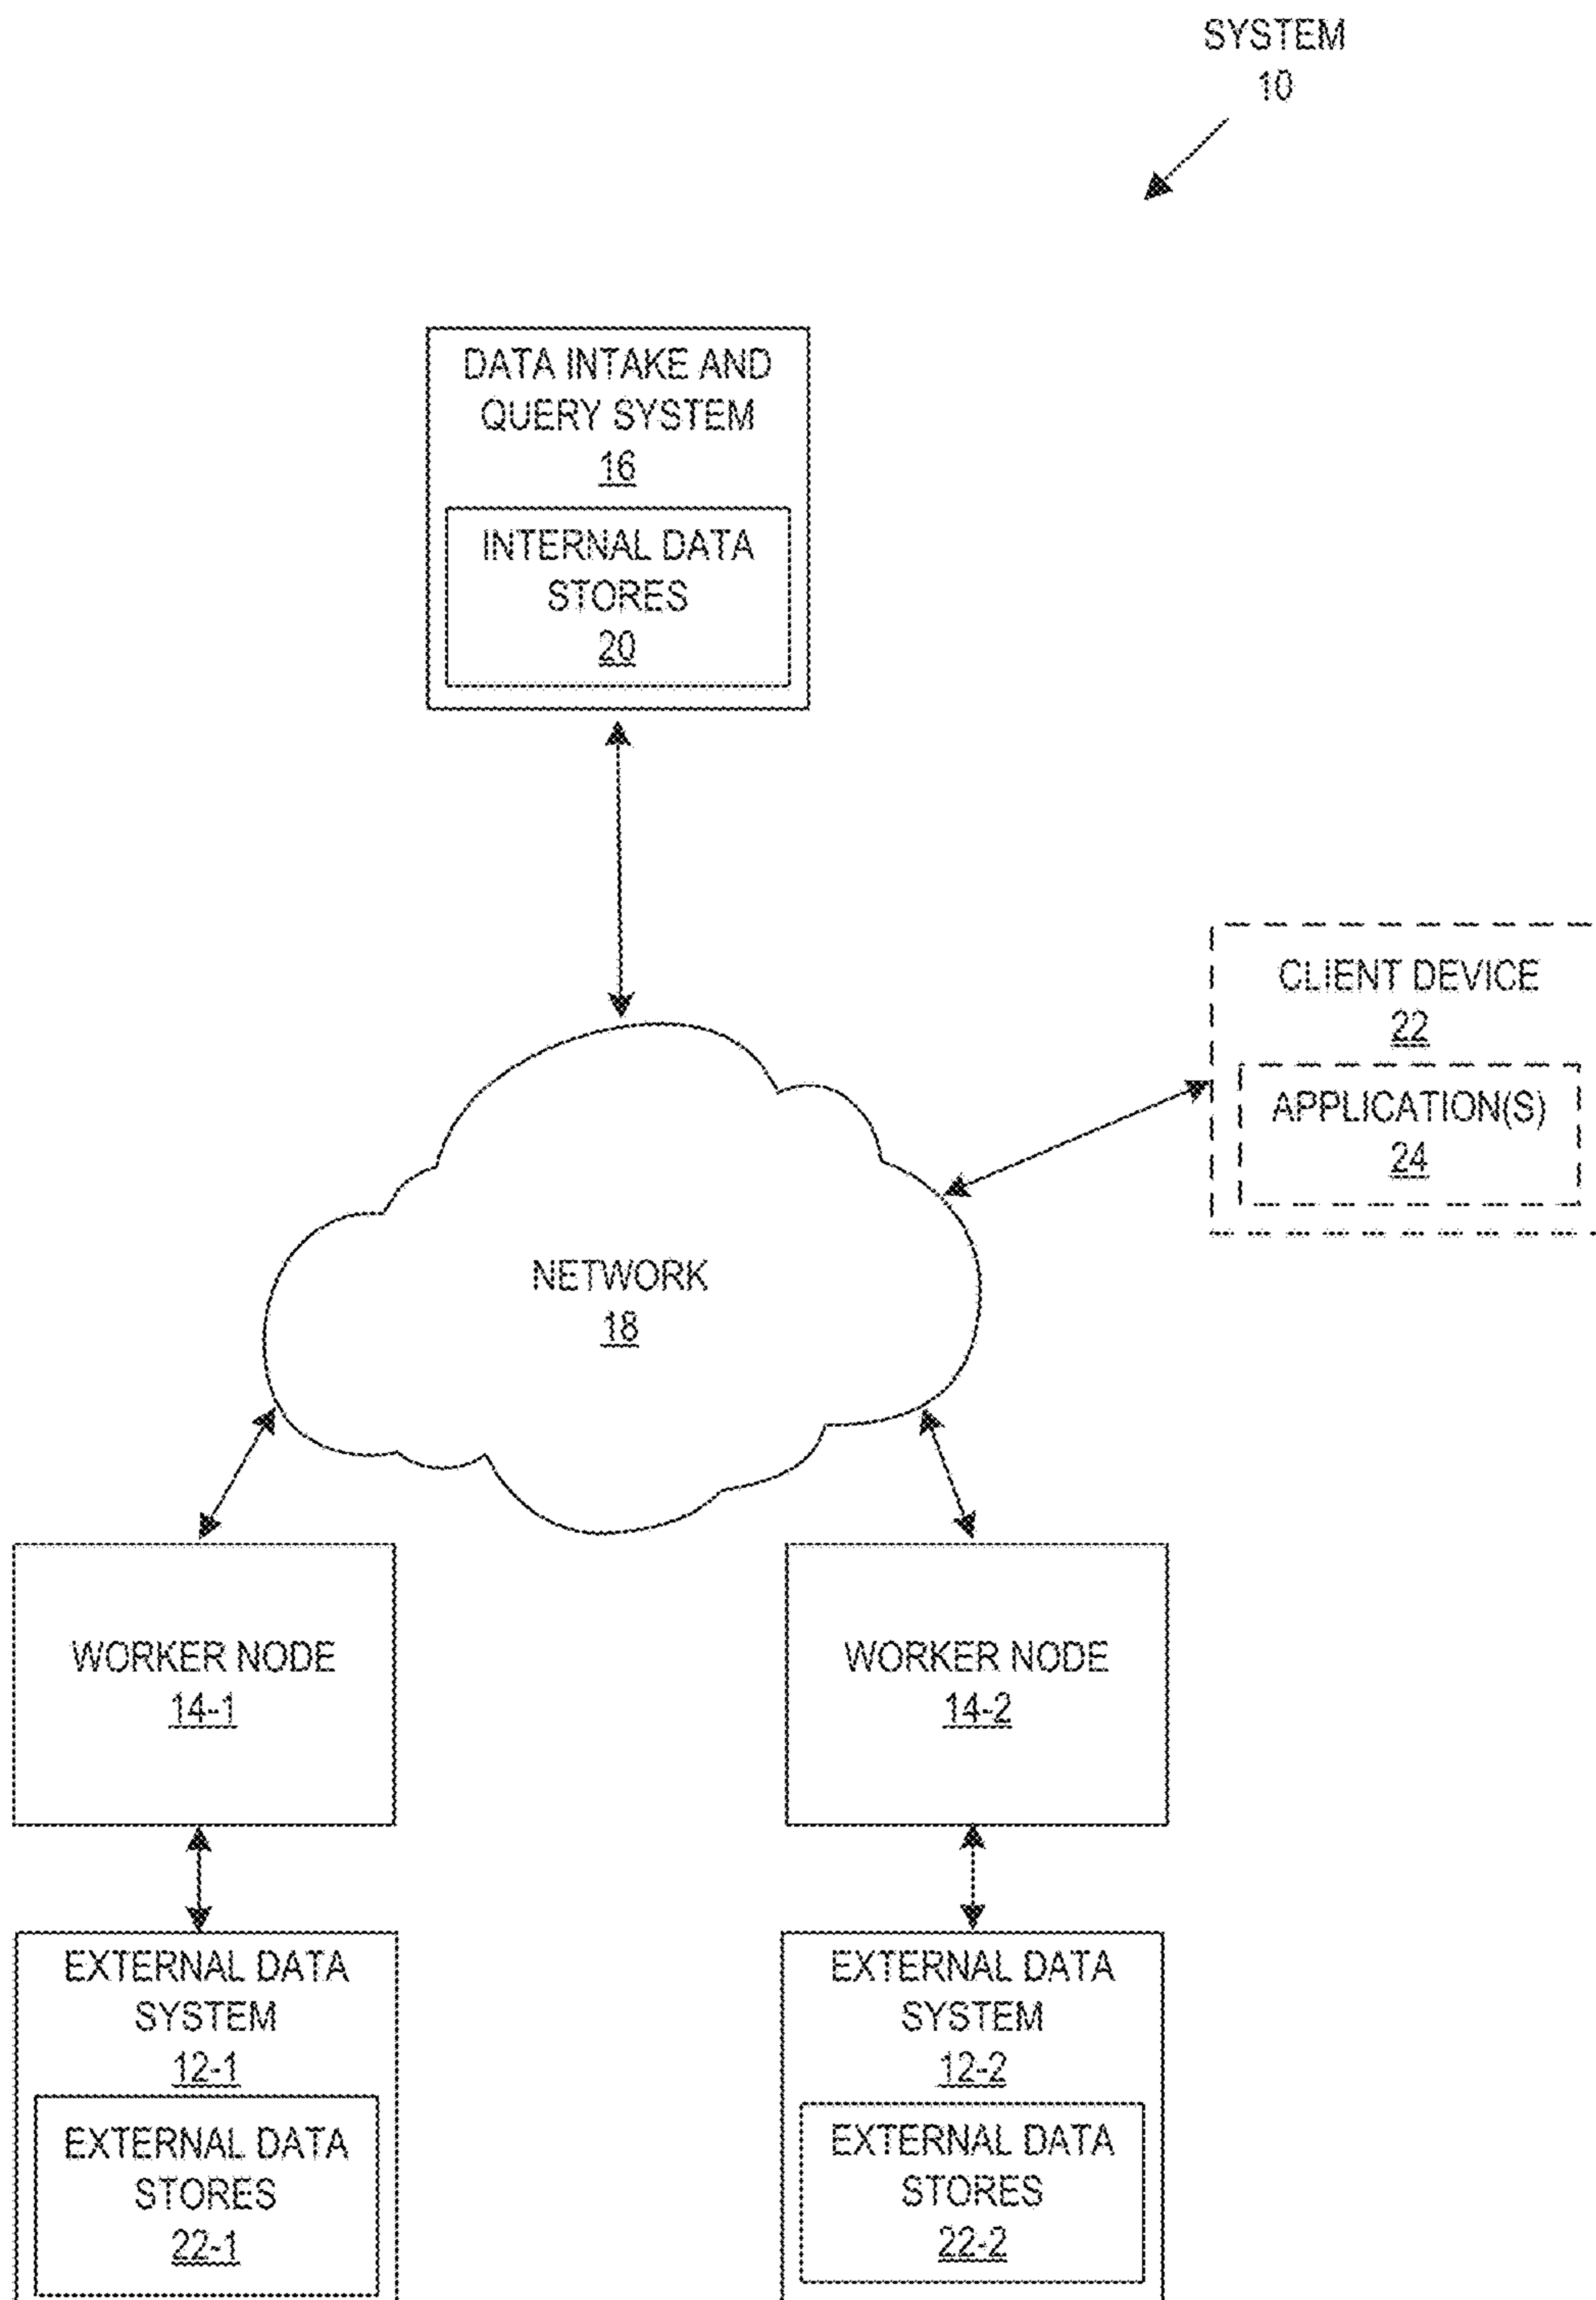 SYSTEM
10
DATA INTAKE AND
QUERY SYSTEM
16
INTERNAL DATA
STORES
20
CLIENT DEVICE
22
APPLICATION(S)
24
NETWORK
18
WORKER NODE
14-1
WORKER NODE
14-2
EXTERNAL DATA
SYSTEM
12-1
EXTERNAL DATA
STORES
22-1
EXTERNAL DATA
SYSTEM
12-2
EXTERNAL DATA
STORES
22-2